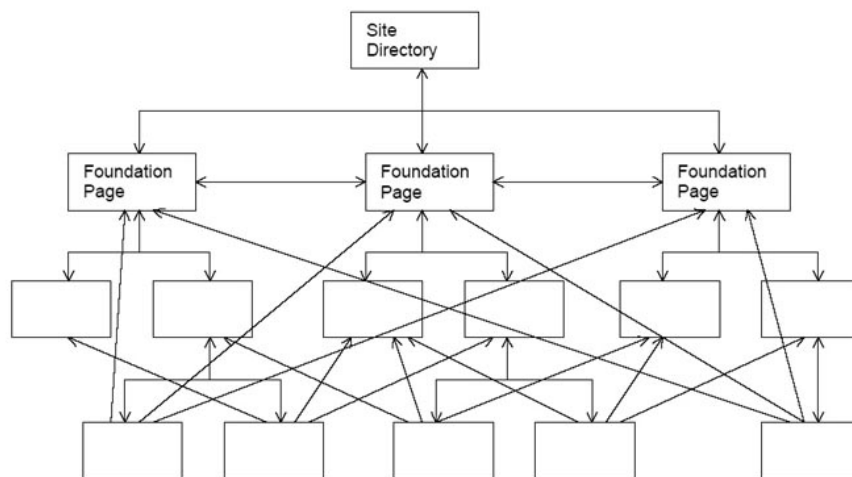 Site
Directory
Foundation
Page
Foundation
Page
Foundation
Page